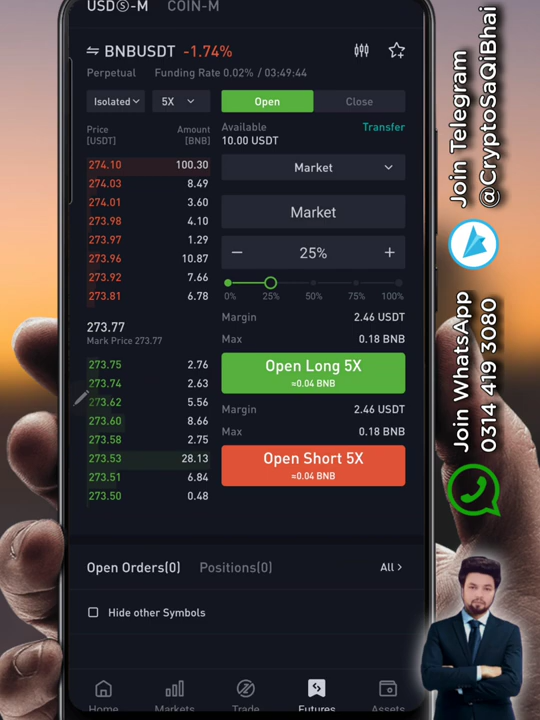 USDⓈ-M COIN-M
BNBUSDT -1.74%
Perpetual Funding Rate 0.02% / 03:49:44
Isolated 5X Open Close
Price [USDT] Amount [BNB]
Available Transfer
10.00 USDT
274.10 100.30
274.03 8.49
274.01 3.60
273.98 4.10
273.97 1.29
273.96 10.87
273.92 7.66
273.81 6.78
273.77
Mark Price 273.77
273.75 2.76
273.74 2.63
273.62 5.56
273.60 8.66
273.58 2.75
273.53 28.13
273.51 6.84
273.50 0.48
Market
Market
25%
0% 25% 50% 75% 100%
Margin 2.46 USDT
Max 0.18 BNB
Open Long 5X
≈0.04 BNB
Margin 2.46 USDT
Max 0.18 BNB
Open Short 5X
≈0.04 BNB
Open Orders(0) Positions(0) All
Hide other Symbols
Home Markets Trade Futures Assets
Join Telegram
@CryptoSaQiBhai
Join WhatsApp
0314 419 3080